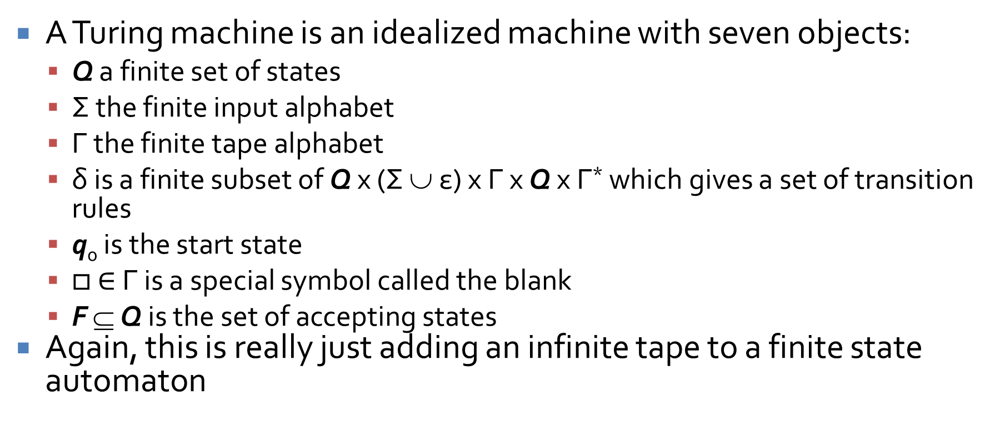 A Turing machine is an idealized machine with seven objects:
Q a finite set of states
Σ the finite input alphabet
Γ the finite tape alphabet
δ is a finite subset of Q x (Σ ∪ ε) x Γ x Q x Γ* which gives a set of transition
rules
q₀ is the start state
□ ∈ Γ is a special symbol called the blank
F ⊆ Q is the set of accepting states
Again, this is really just adding an infinite tape to a finite state
automaton